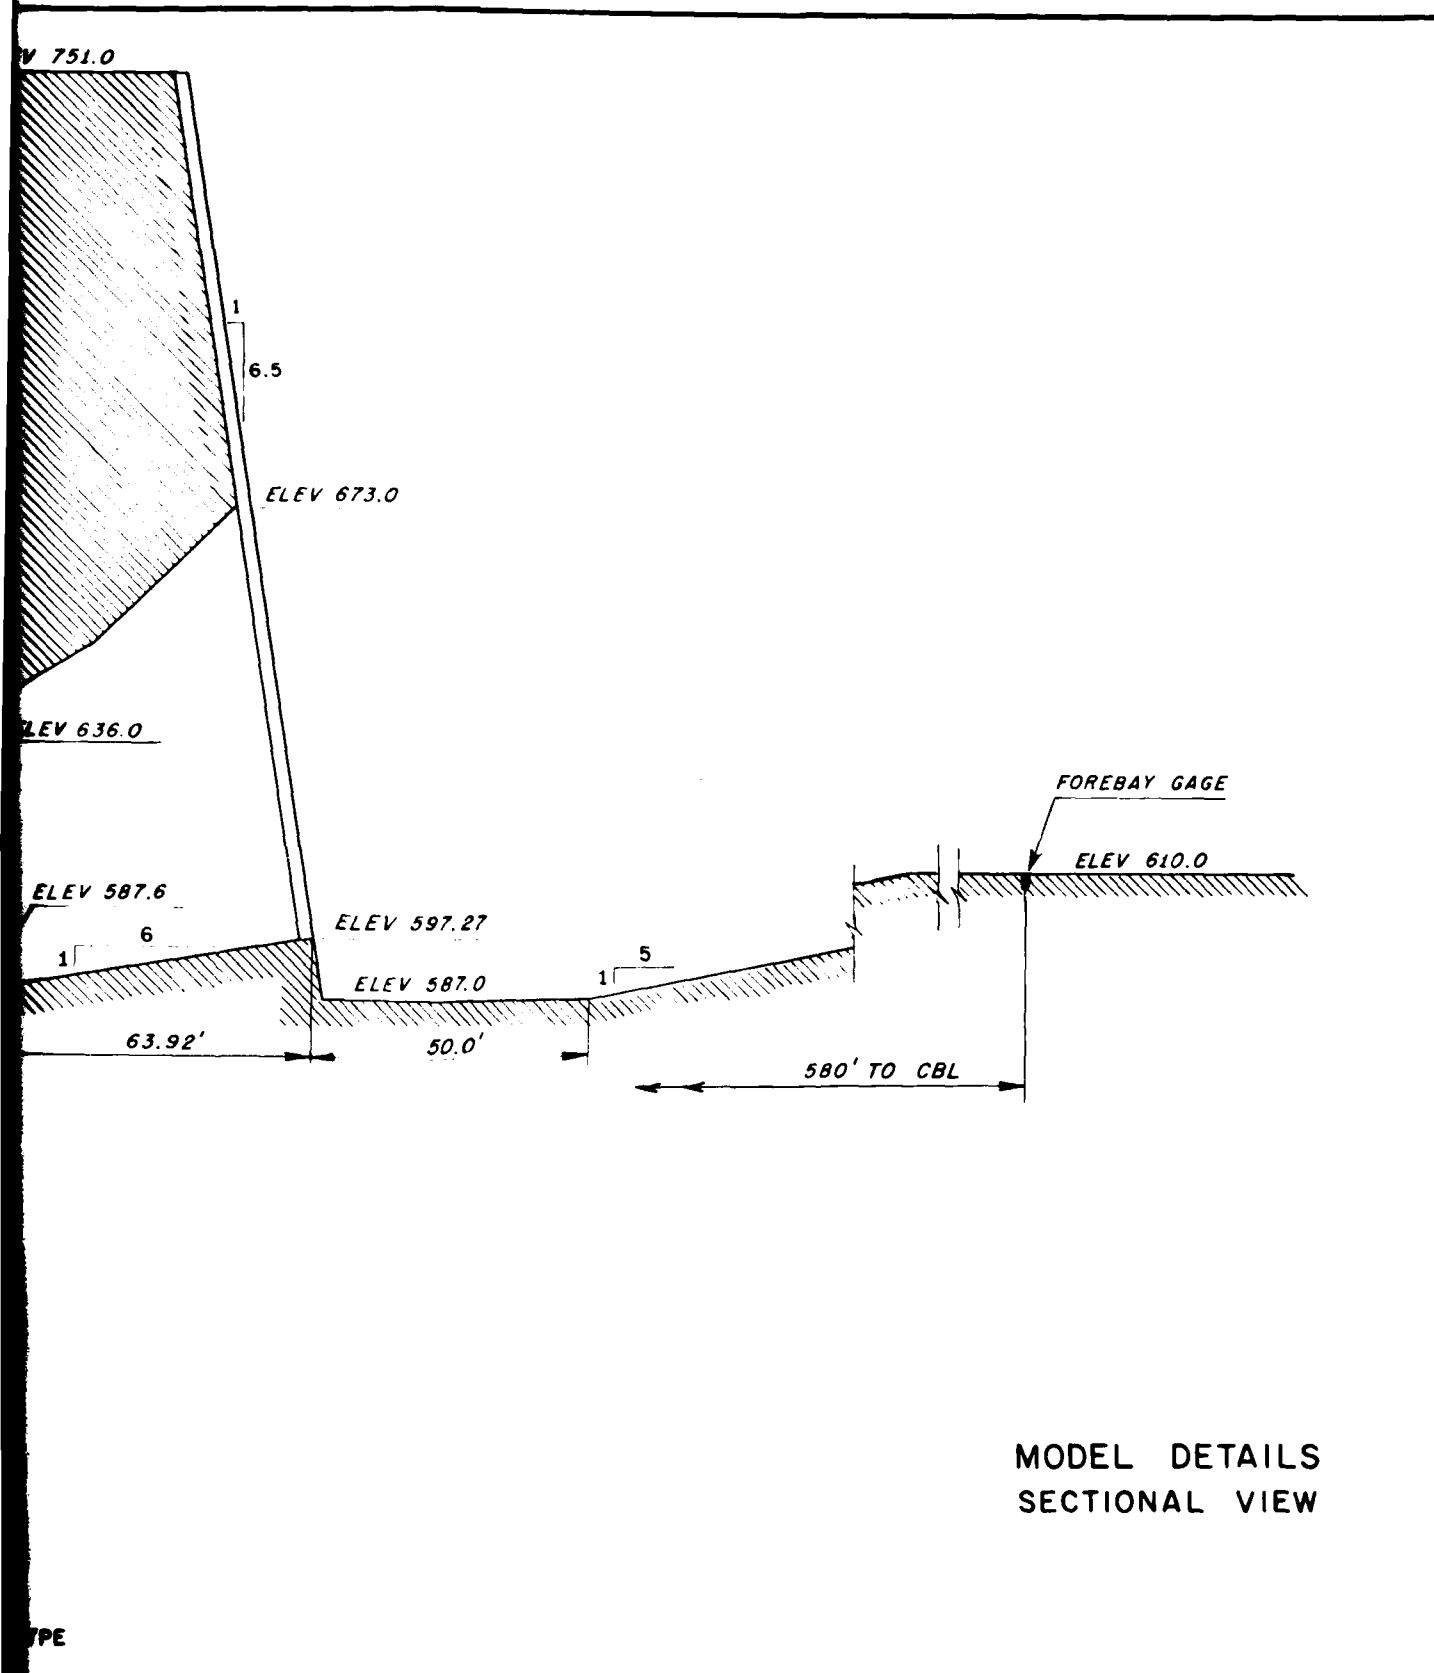 751.0
1
6.5
ELEV 673.0
ELEV 636.0
FOREBAY GAGE
ELEV 610.0
ELEV 587.6
ELEV 597.27
6
1
5
1
ELEV 587.0
63.92'
50.0'
580' TO CBL
MODEL DETAILS
SECTIONAL VIEW